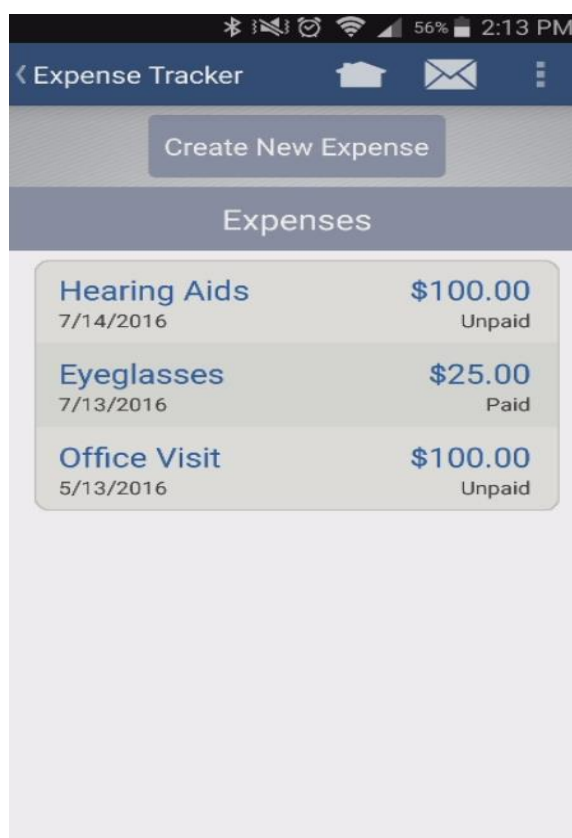 56% 2:13 PM
Expense Tracker
Create New Expense
Expenses
Hearing Aids $100.00
7/14/2016 Unpaid
Eyeglasses $25.00
7/13/2016 Paid
Office Visit $100.00
5/13/2016 Unpaid